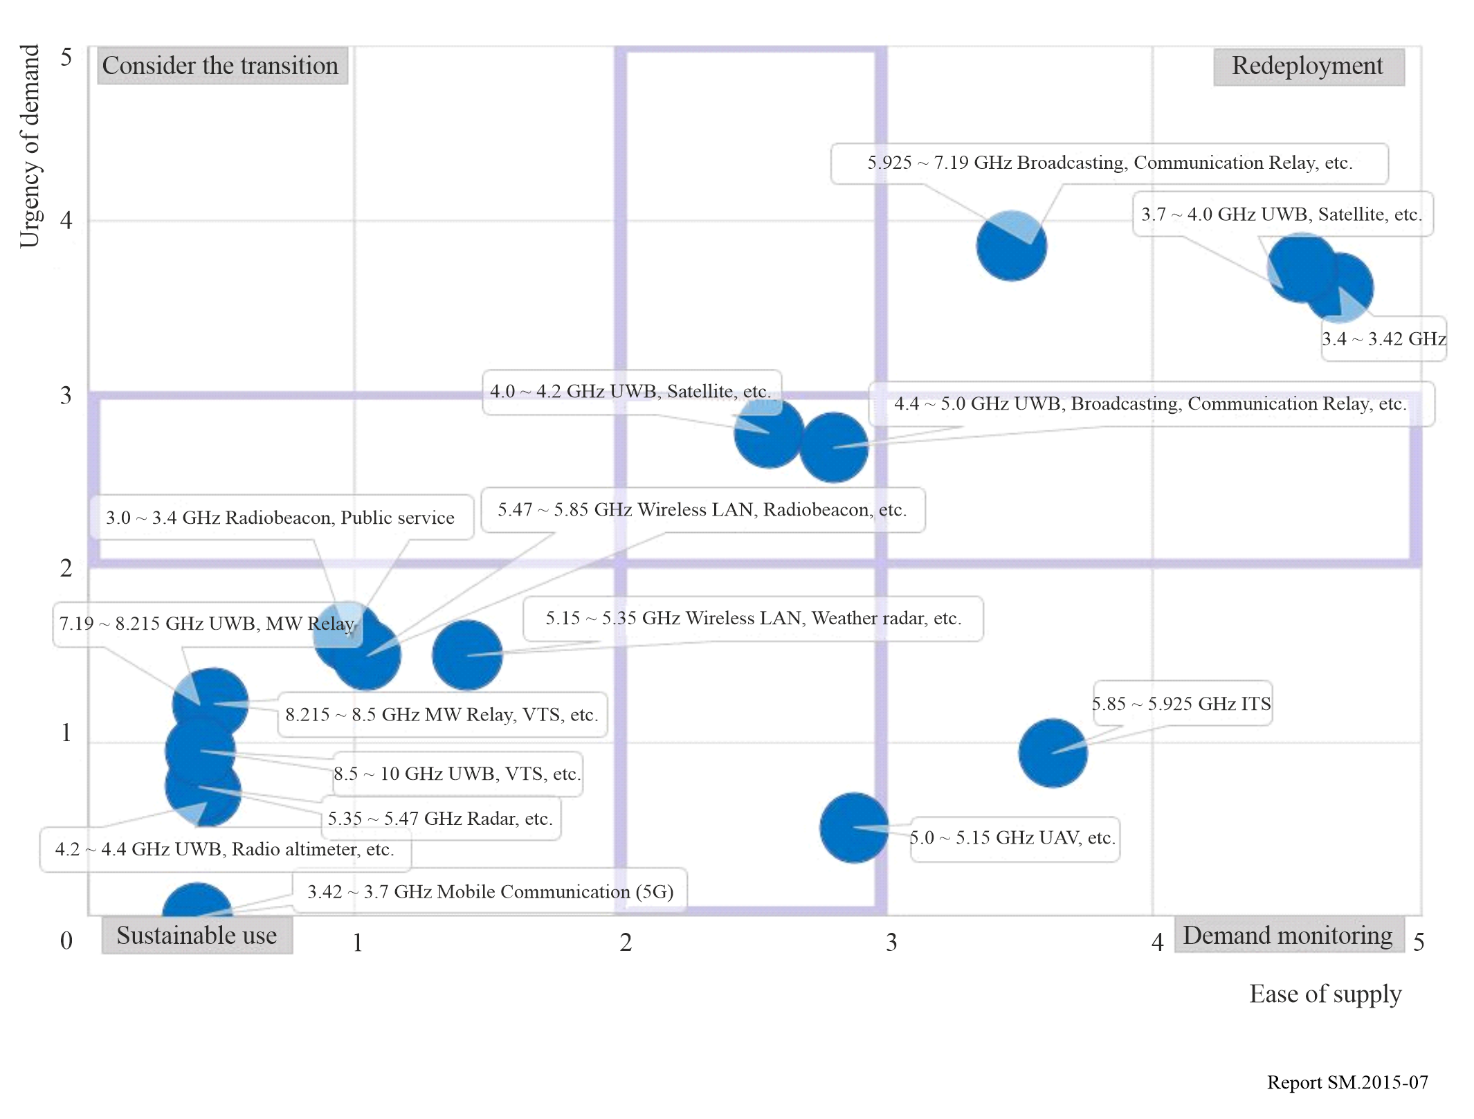 Urgency of demand
5
Consider the transition
Redeployment
5.925 ~ 7.19 GHz Broadcasting, Communication Relay, etc.
4
3.7 ~ 4.0 GHz UWB, Satellite, etc.
3.4 ~ 3.42 GHz
3
4.0 ~ 4.2 GHz UWB, Satellite, etc.
4.4 ~ 5.0 GHz UWB, Broadcasting, Communication Relay, etc.
3.0 ~ 3.4 GHz Radiobeacon, Public service
5.47 ~ 5.85 GHz Wireless LAN, Radiobeacon, etc.
2
7.19 ~ 8.215 GHz UWB, MW Relay,
5.15 ~ 5.35 GHz Wireless LAN, Weather radar, etc.
8.215 ~ 8.5 GHz MW Relay, VTS, etc.
5.85 ~ 5.925 GHz ITS
1
8.5 ~ 10 GHz UWB, VTS, etc.
5.35 ~ 5.47 GHz Radar, etc.
5.0 ~ 5.15 GHz UAV, etc.
4.2 ~ 4.4 GHz UWB, Radio altimeter, etc.
3.42 ~ 3.7 GHz Mobile Communication (5G)
0
Sustainable use
1
2
3
4
Demand monitoring
5
Ease of supply
Report SM.2015-07